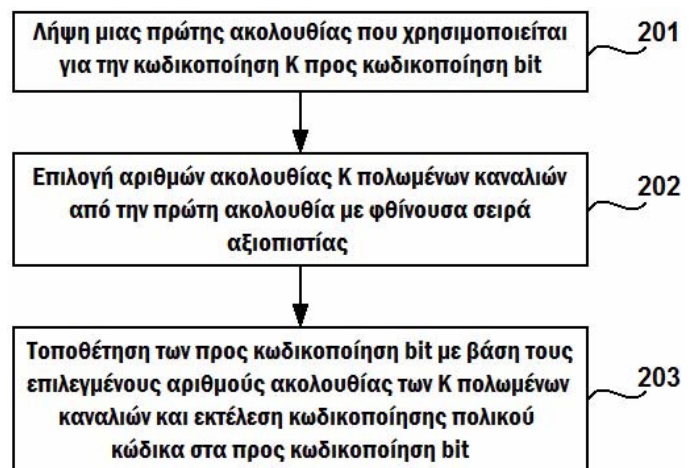 Λήψη μιας πρώτης ακολουθίας που χρησιμοποιείται
για την κωδικοποίηση K προς κωδικοποίηση bit
201
Επιλογή αριθμών ακολουθίας K πολωμένων καναλιών
από την πρώτη ακολουθία με φθίνουσα σειρά
αξιοπιστίας
202
Τοποθέτηση των προς κωδικοποίηση bit με βάση τους
επιλεγμένους αριθμούς ακολουθίας των K πολωμένων
καναλιών και εκτέλεση κωδικοποίησης πολικού
κώδικα στα προς κωδικοποίηση bit
203